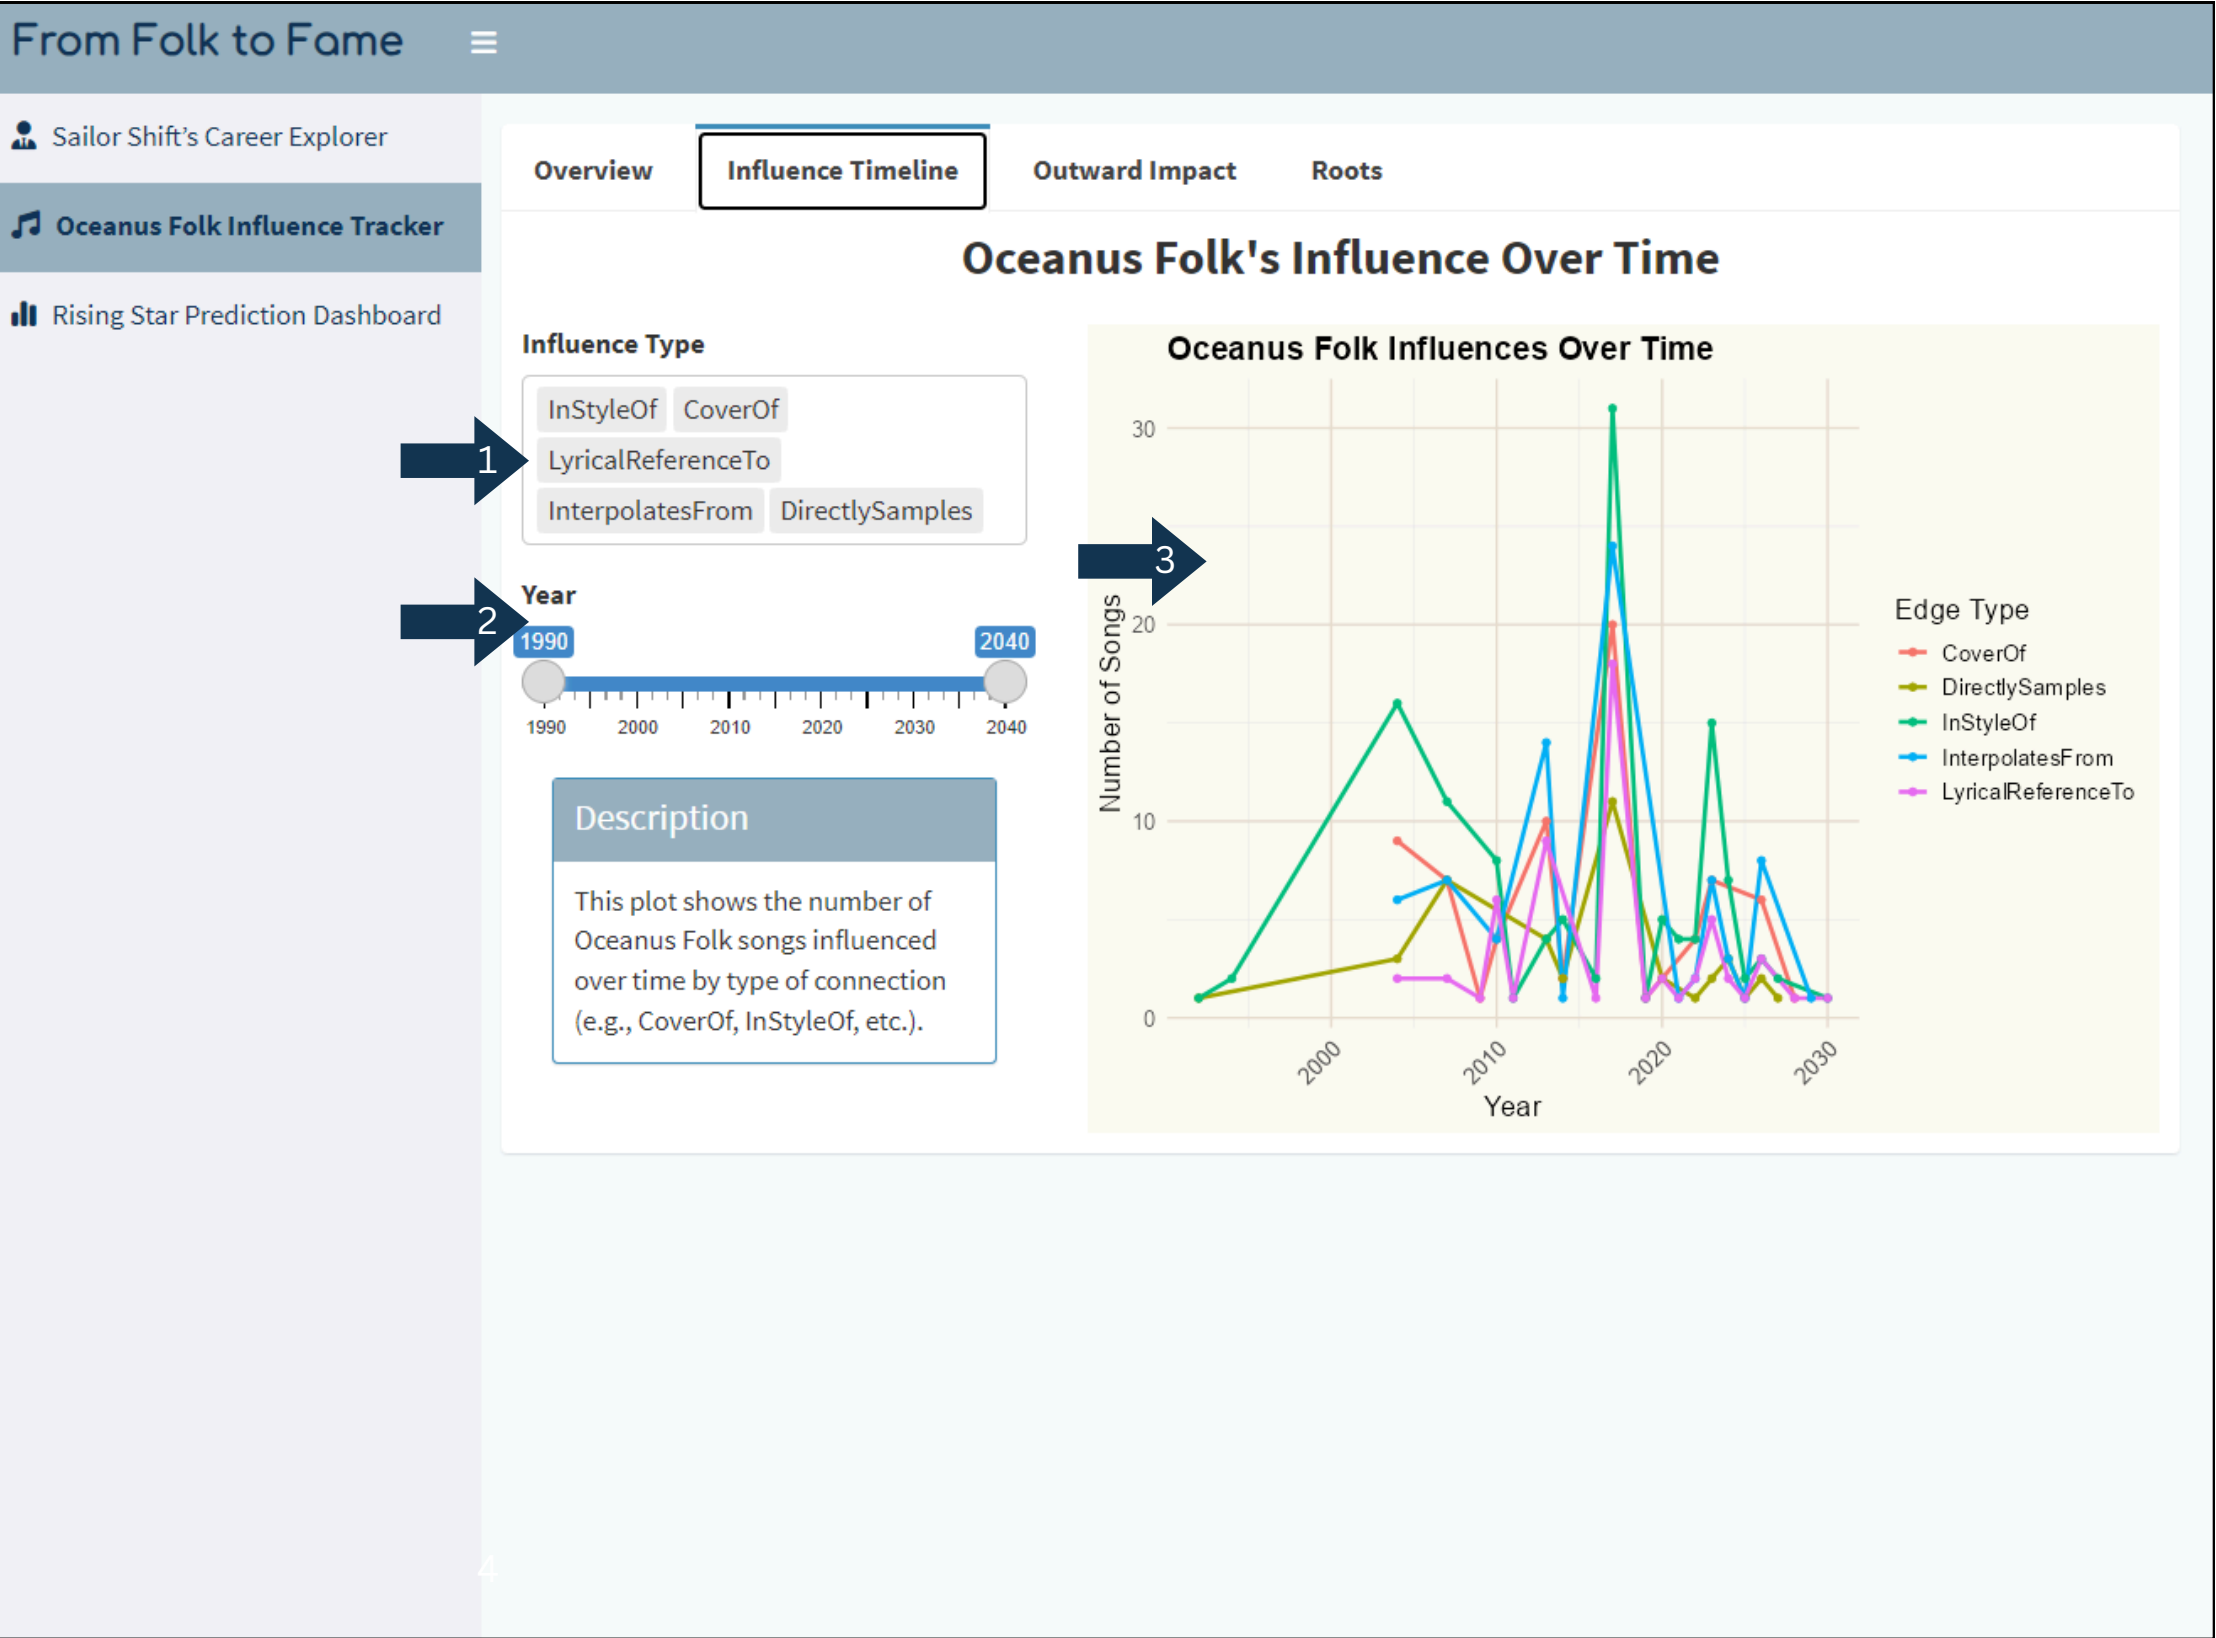 From Folk to Fame
Sailor Shift's Career Explorer
Oceanus Folk Influence Tracker
Rising Star Prediction Dashboard
Overview
Influence Timeline
Outward Impact
Roots
Oceanus Folk's Influence Over Time
Influence Type
InStyleOf CoverOf
LyricalReferenceTo
InterpolatesFrom DirectlySamples
1
Year
2
1990 2040
1990 2000 2010 2020 2030 2040
Description
This plot shows the number of
Oceanus Folk songs influenced
over time by type of connection
(e.g., CoverOf, InStyleOf, etc.).
3
Oceanus Folk Influences Over Time
Number of Songs
30
20
10
0
2000 2010 2020 2030
Year
Edge Type
CoverOf
DirectlySamples
InStyleOf
InterpolatesFrom
LyricalReferenceTo
4